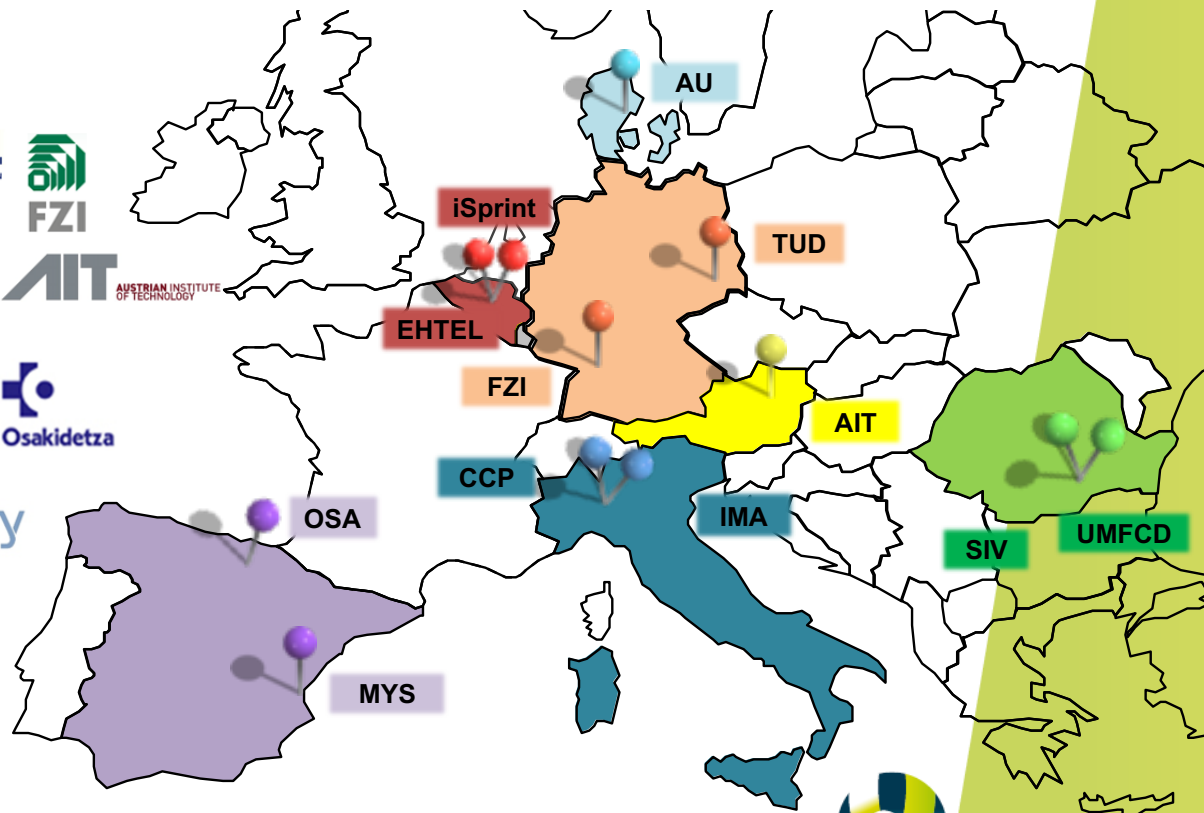 FZI
AIT
AUSTRIAN INSTITUTE
OF TECHNOLOGY
Osakidetza
y
AU
iSprint
TUD
EHTEL
FZI
AIT
CCP
IMA
OSA
SIV
UMFCD
MYS